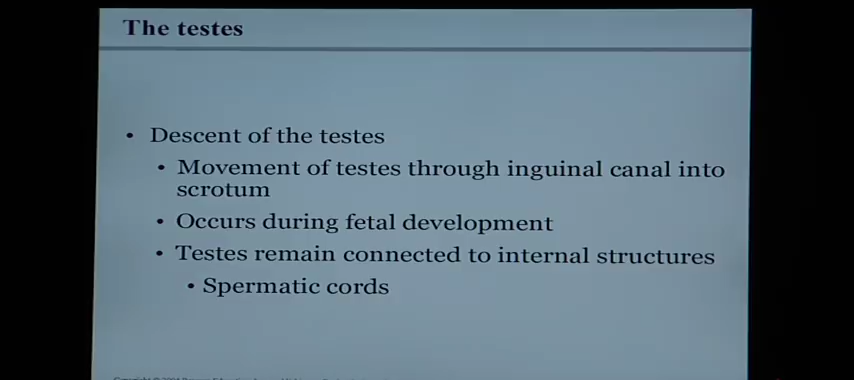 The testes
• Descent of the testes
• Movement of testes through inguinal canal into
scrotum
• Occurs during fetal development
• Testes remain connected to internal structures
• Spermatic cords